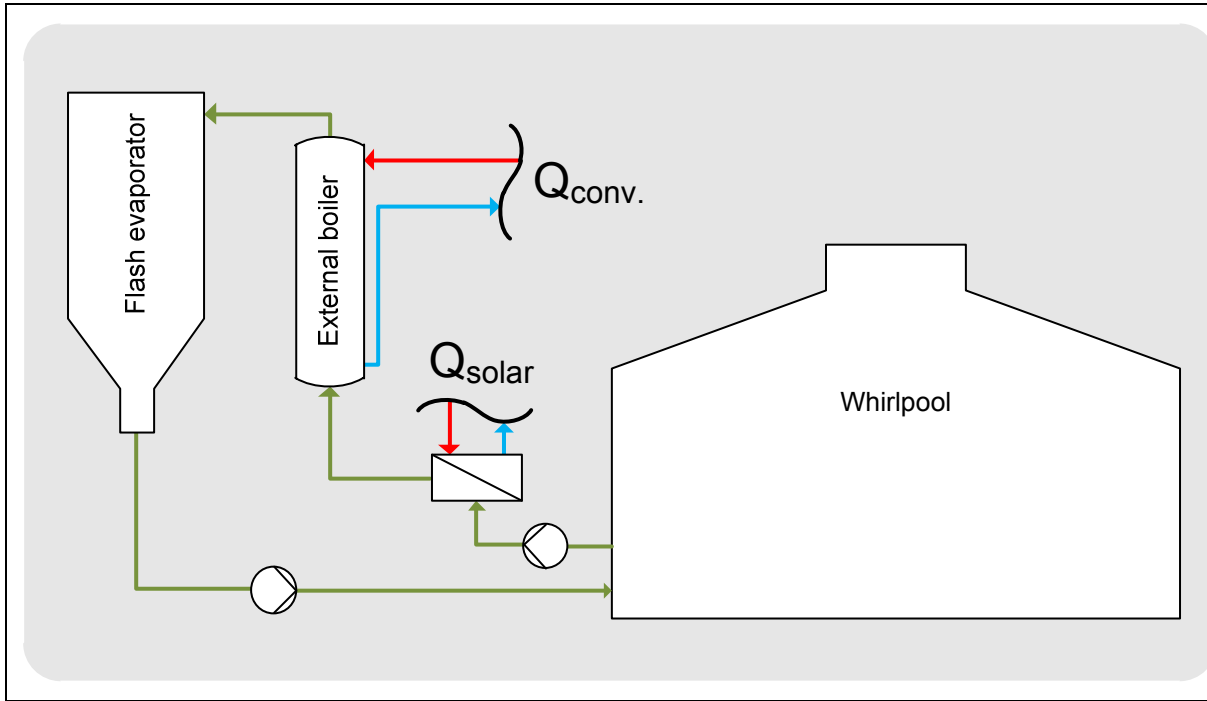 Flash evaporator
External boiler
Qconv.
Qsolar
Whirlpool